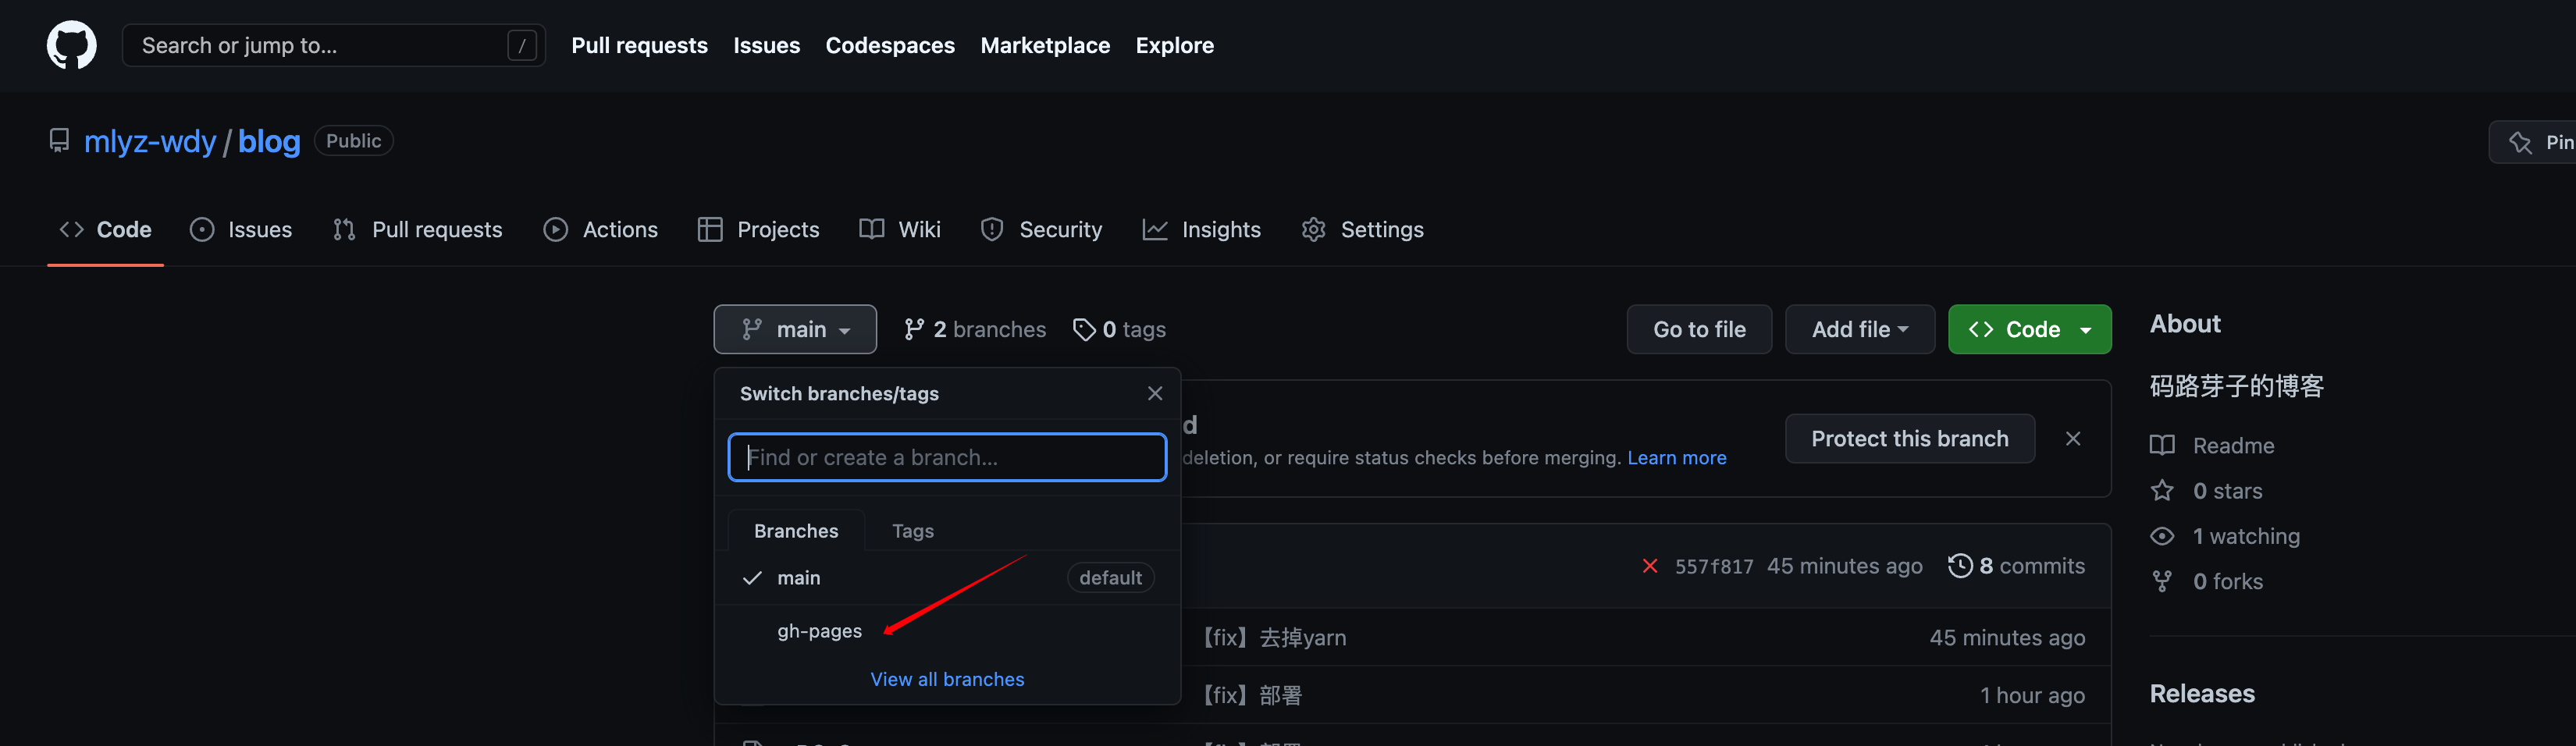 Search or jump to... /
Pull requests Issues Codespaces Marketplace Explore
mlyz-wdy / blog Public
Pin
Code Issues Pull requests Actions Projects Wiki Security Insights Settings
main 2 branches 0 tags
Go to file Add file Code
Switch branches/tags
Find or create a branch...
Branches Tags
main default
gh-pages
View all branches
d
deletion, or require status checks before merging. Learn more
Protect this branch
557f817 45 minutes ago 8 commits
【fix】去掉yarn 45 minutes ago
【fix】部署 1 hour ago
About
码路芽子的博客
Readme
0 stars
1 watching
0 forks
Releases